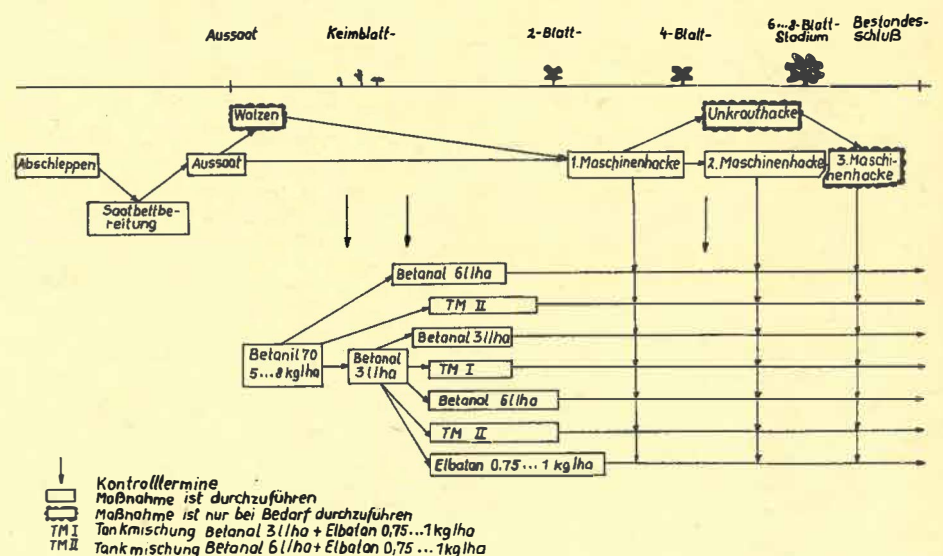 Aussaat
Keimblatt-
2-Blatt-
4-Blatt-
6...8-Blatt-
Stadium
Bestandes-
schluß
Walzen
Unkrauthacke
Abschleppen
Aussaat
1. Maschinenhacke
2. Maschinenhacke
3. Maschi-
nenhacke
Saatbettbe-
reitung
Betanal 6 l/ha
TM II
Betanil 70
5...8 kg/ha
Betanal
3 l/ha
Betanal 3 l/ha
TM I
Betanal 6 l/ha
TM II
Elbatan 0,75...1 kg/ha
Kontrolltermine
Maßnahme ist durchzuführen
Maßnahme ist nur bei Bedarf durchzuführen
TM I Tankmischung Betanal 3 l/ha + Elbatan 0,75...1 kg/ha
TM II Tankmischung Betanal 6 l/ha + Elbatan 0,75...1 kg/ha